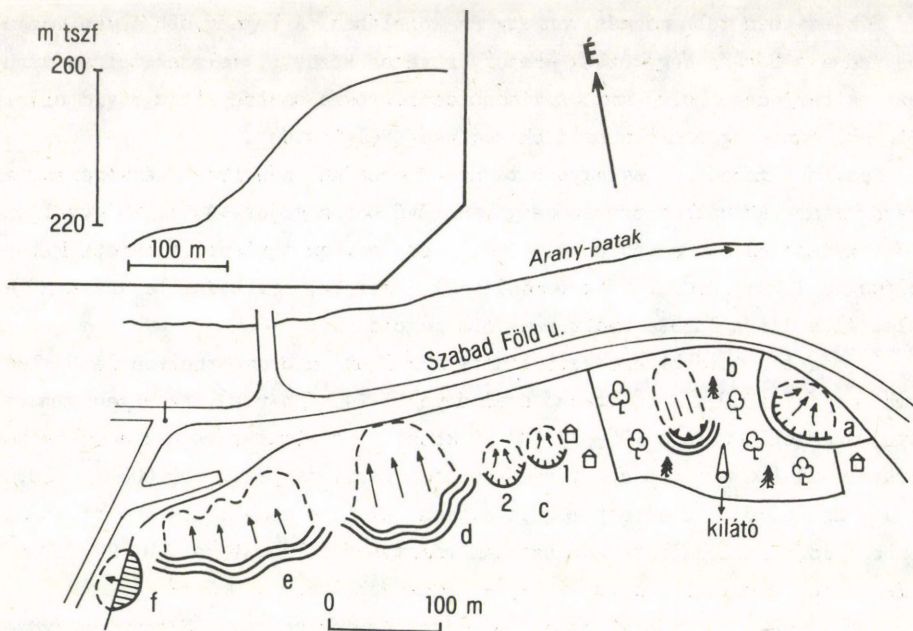 m tszf
260
220
100 m
É
Arany-patak
Szabad Föld u.
b
a
1
2
c
d
e
f
kilátó
0
100 m